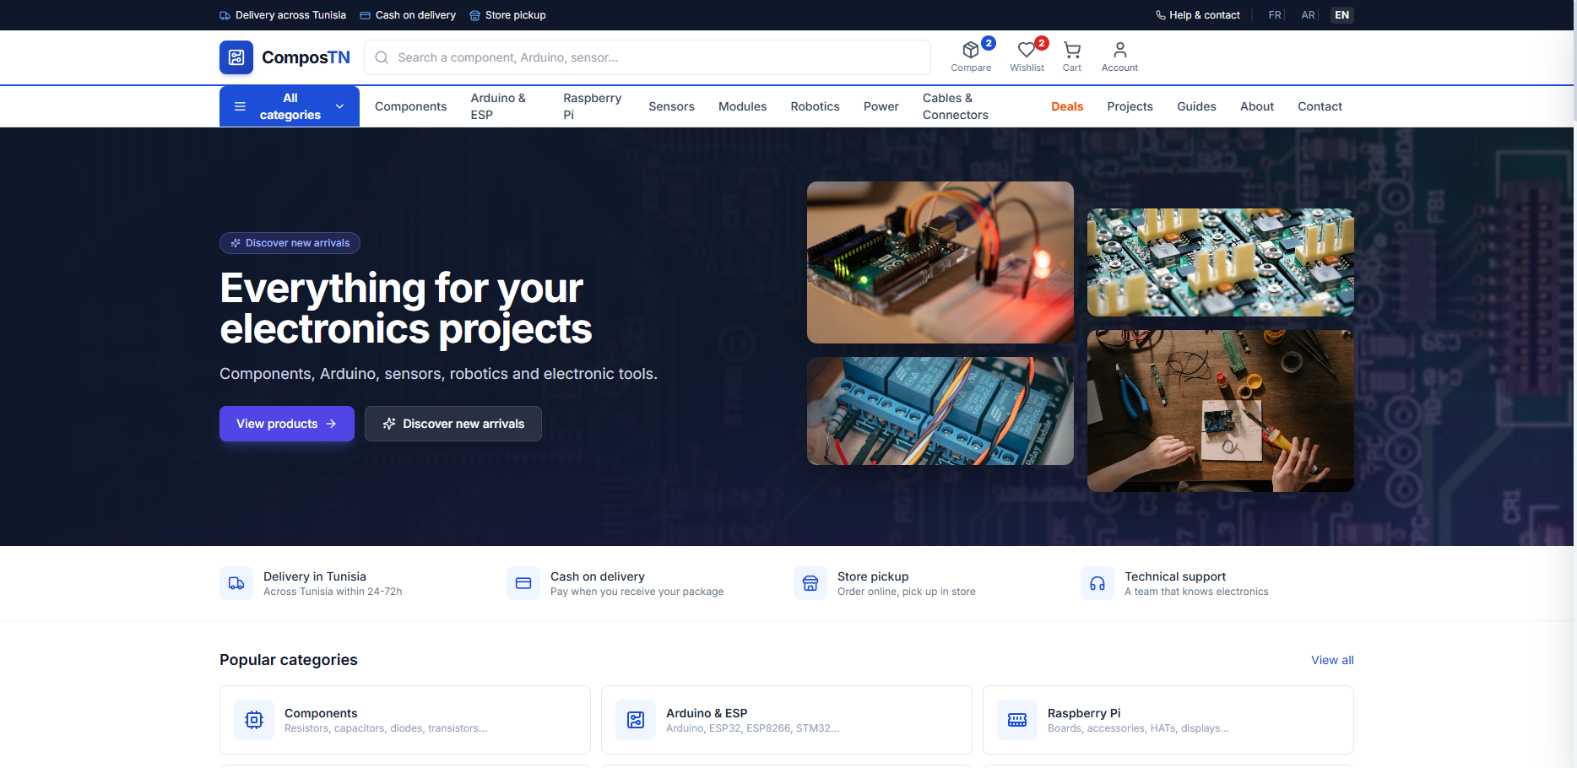 Delivery across Tunisia
Cash on delivery
Store pickup
Help & contact
FR
AR
EN
ComposTN
Search a component, Arduino, sensor...
2
Compare
2
Wishlist
Cart
Account
All
categories
Components
Arduino &
ESP
Raspberry
Pi
Sensors
Modules
Robotics
Power
Cables &
Connectors
Deals
Projects
Guides
About
Contact
Discover new arrivals
Everything for your
electronics projects
Components, Arduino, sensors, robotics and electronic tools.
View products
Discover new arrivals
Relay Module
FB1
CR1
Delivery in Tunisia
Across Tunisia within 24-72h
Cash on delivery
Pay when you receive your package
Store pickup
Order online, pick up in store
Technical support
A team that knows electronics
Popular categories
View all
Components
Resistors, capacitors, diodes, transistors...
Arduino & ESP
Arduino, ESP32, ESP8266, STM32...
Raspberry Pi
Boards, accessories, HATs, displays...